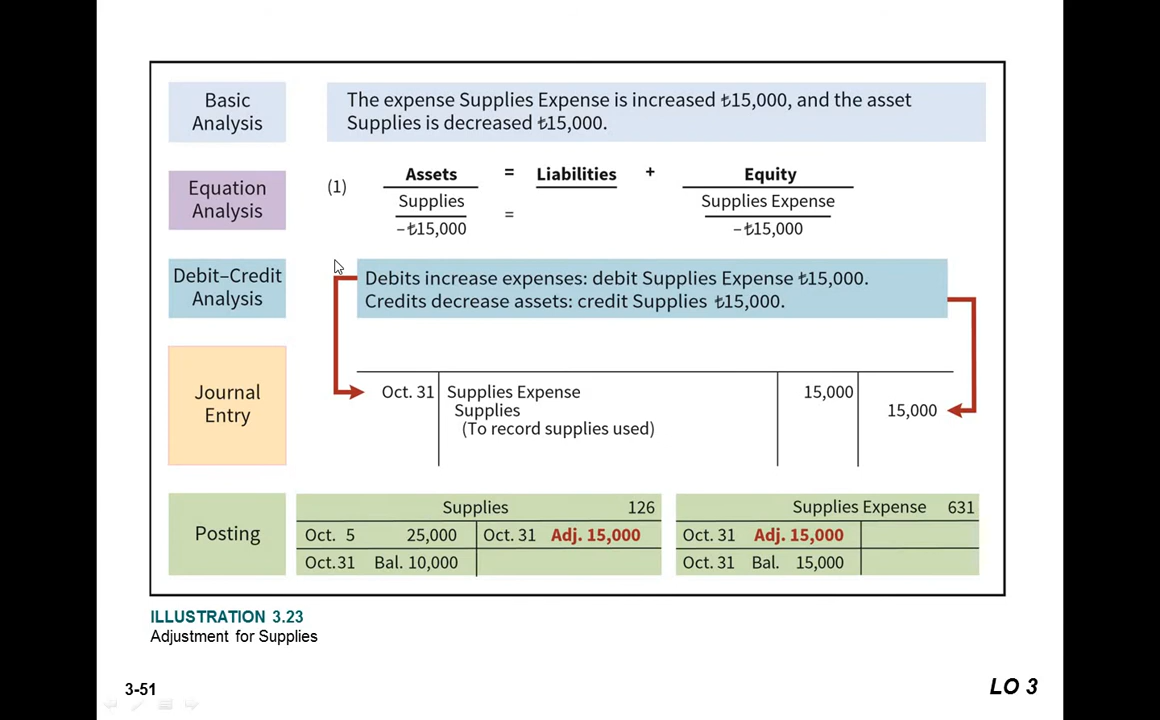 Basic
Analysis
The expense Supplies Expense is increased ₺15,000, and the asset
Supplies is decreased ₺15,000.
Equation
Analysis
(1) Assets = Liabilities + Equity
Supplies = Supplies Expense
−₺15,000 −₺15,000
Debit–Credit
Analysis
Debits increase expenses: debit Supplies Expense ₺15,000.
Credits decrease assets: credit Supplies ₺15,000.
Journal
Entry
Oct. 31 Supplies Expense 15,000
Supplies 15,000
(To record supplies used)
Posting
Supplies 126
Oct. 5 25,000 Oct. 31 Adj. 15,000
Oct.31 Bal. 10,000
Supplies Expense 631
Oct. 31 Adj. 15,000
Oct. 31 Bal. 15,000
ILLUSTRATION 3.23
Adjustment for Supplies
3-51
LO 3